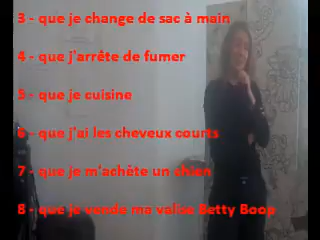 3 - que je change de sac à main
4 - que j'arrête de fumer
5 - que je cuisine
6 - que j'ai les cheveux courts
7 - que je m'achète un chien
8 - que je vende ma valise Betty Boop